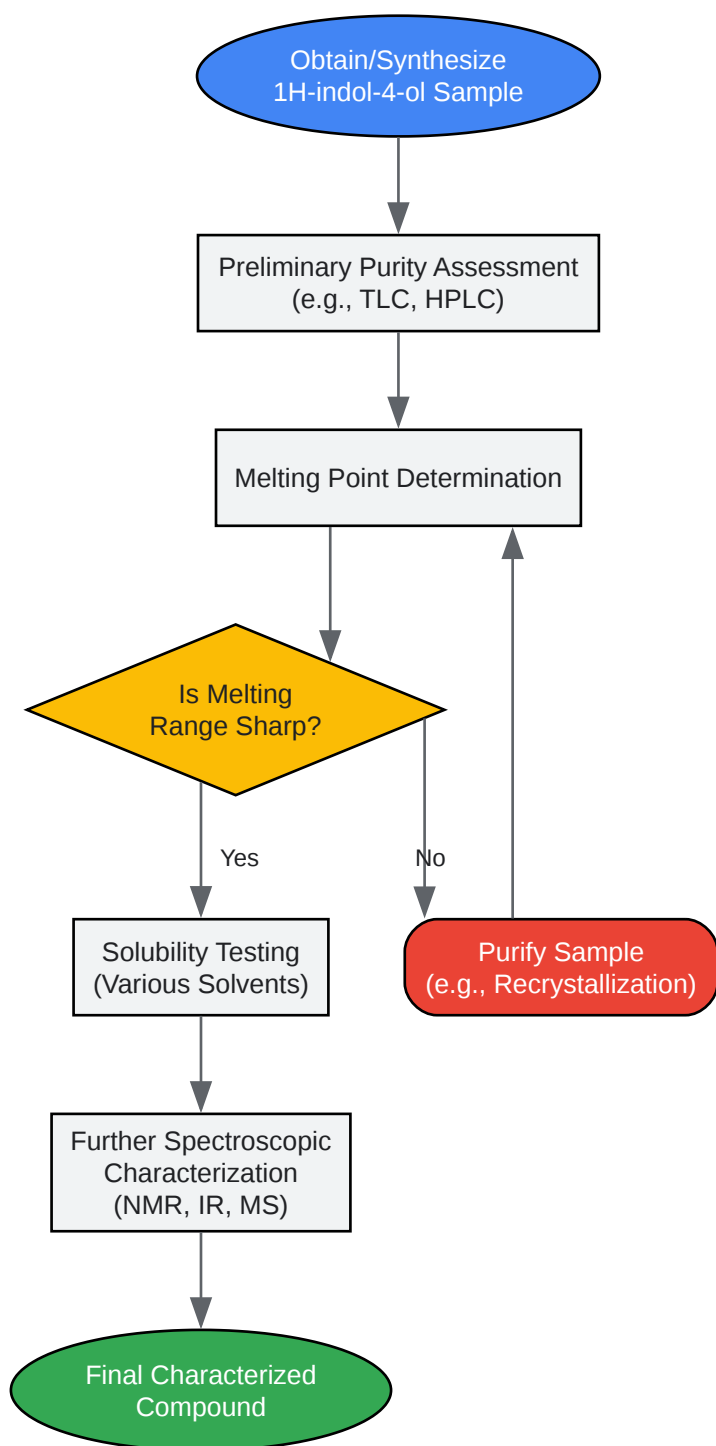 Obtain/Synthesize
1H-indol-4-ol Sample
Preliminary Purity Assessment
(e.g., TLC, HPLC)
Melting Point Determination
Is Melting
Range Sharp?
Yes
No
Solubility Testing
(Various Solvents)
Purify Sample
(e.g., Recrystallization)
Further Spectroscopic
Characterization
(NMR, IR, MS)
Final Characterized
Compound